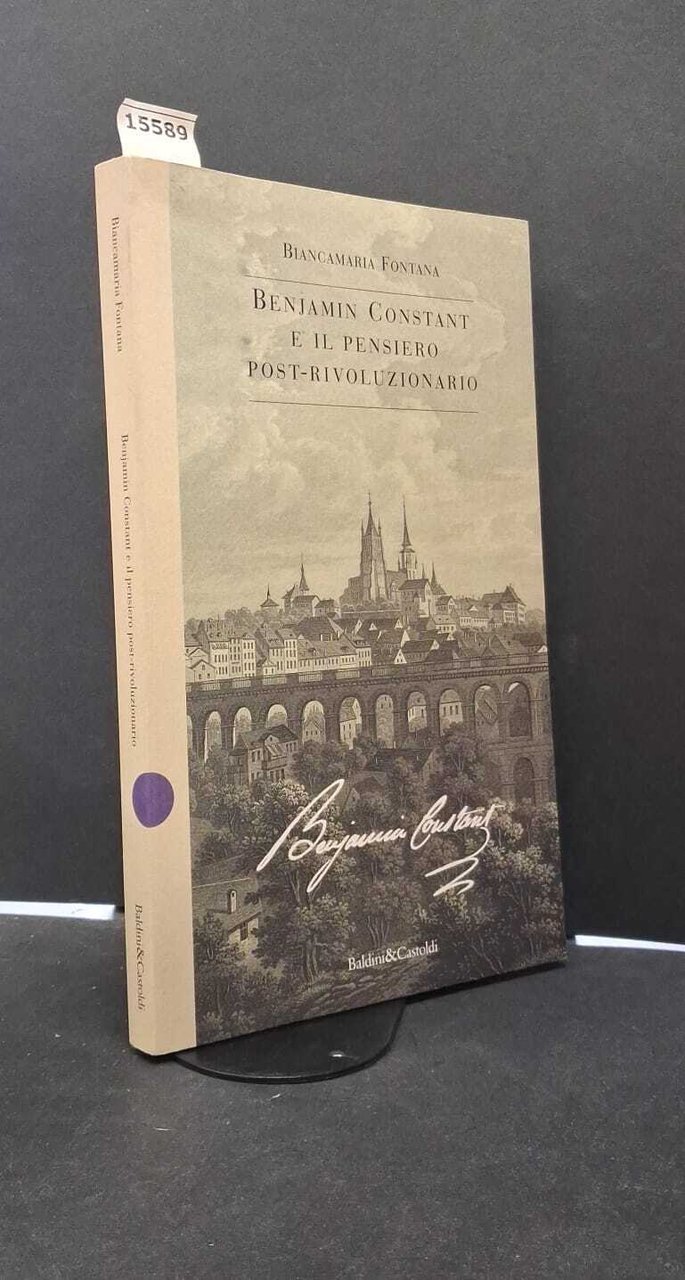 15589
BIANCAMARIA FONTANA
BENJAMIN CONSTANT
E IL PENSIERO
POST-RIVOLUZIONARIO
Benjamin Constant
Baldini&Castoldi
Biancamaria Fontana
Benjamin Constant e il pensiero post-rivoluzionario
Baldini&Castoldi